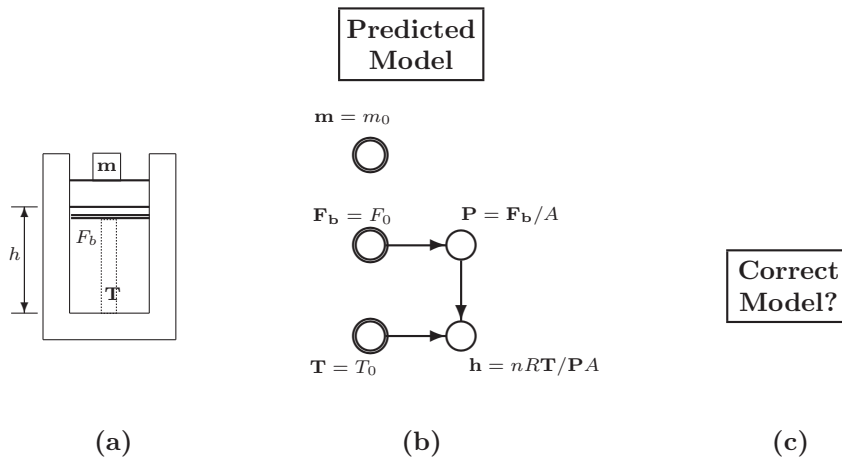 Predicted
Model
m = m₀
m
F_b = F₀
P = F_b/A
F_b
h
Correct
Model?
T
T = T₀
h = nRT/PA
(a)
(b)
(c)